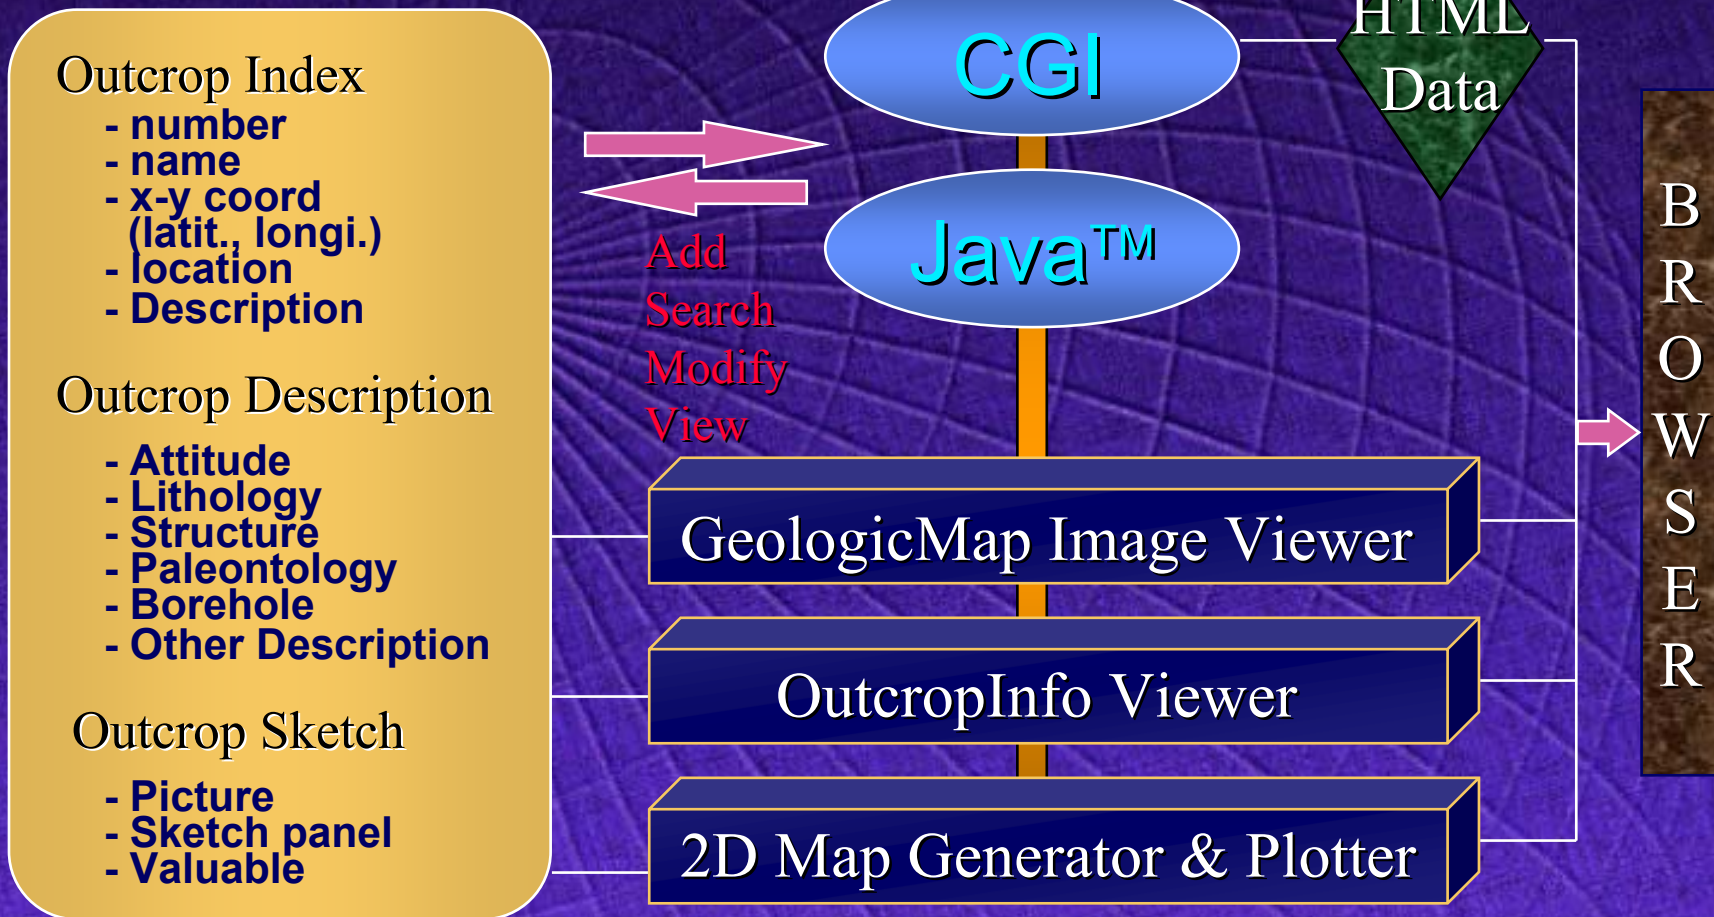 Outcrop Index
- number
- name
- x-y coord
(latit., longi.)
- location
- Description
Outcrop Description
- Attitude
- Lithology
- Structure
- Paleontology
- Borehole
- Other Description
Outcrop Sketch
- Picture
- Sketch panel
- Valuable
Add
Search
Modify
View
CGI
Java™
HTML
Data
GeologicMap Image Viewer
OutcropInfo Viewer
2D Map Generator & Plotter
B
R
O
W
S
E
R